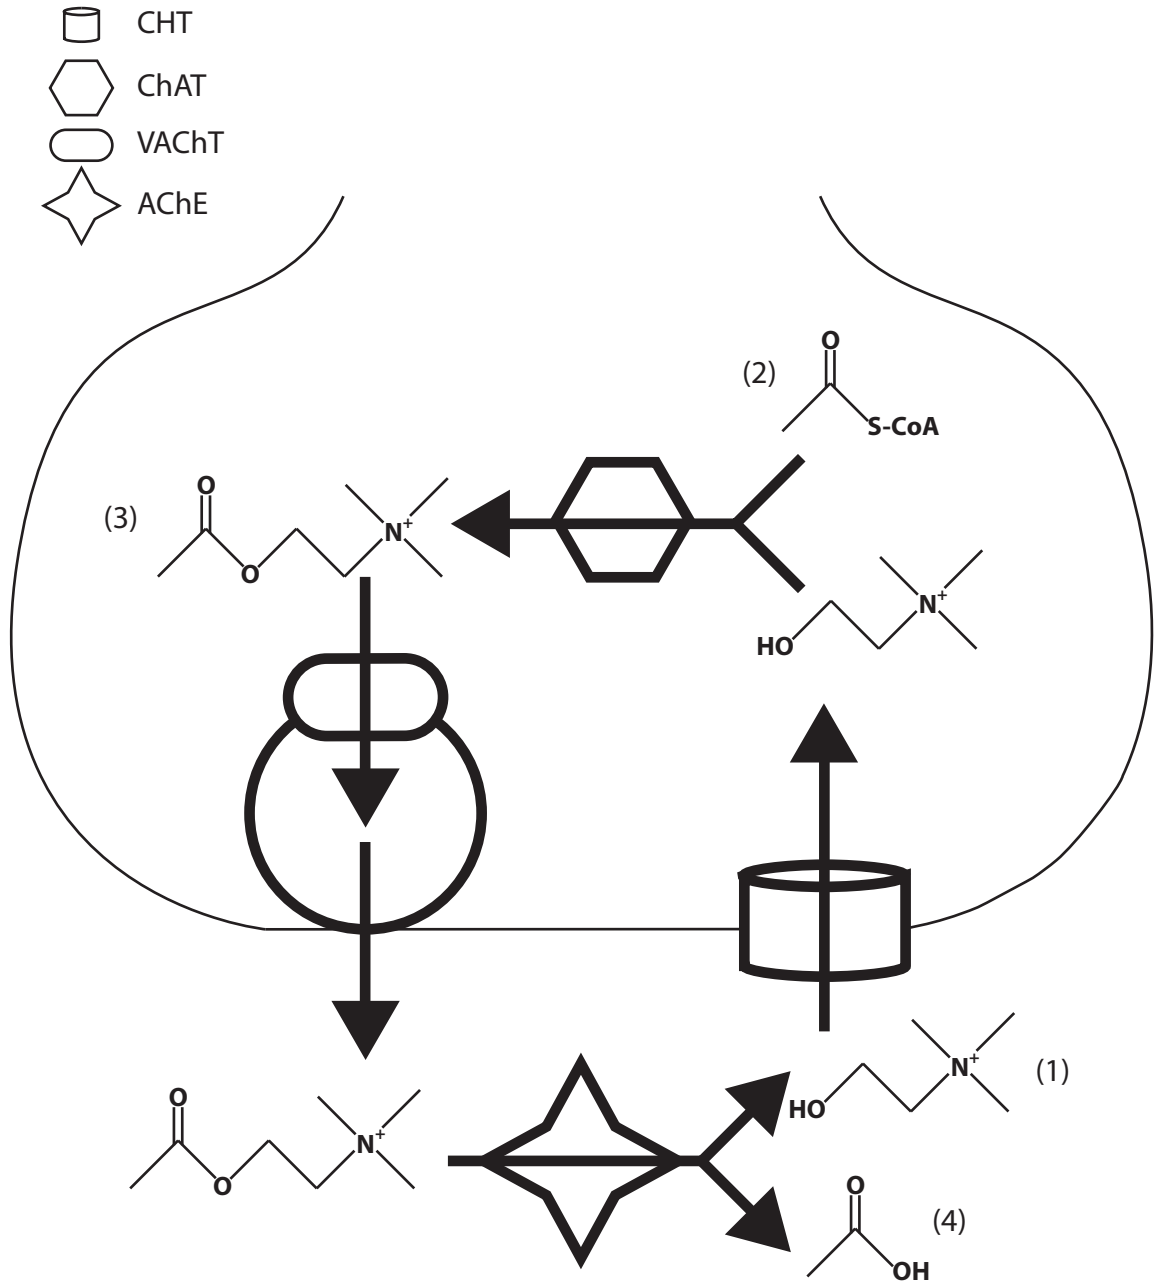 CHT
ChAT
VAChT
AChE
O
(2)
S-CoA
O
(3)
N+
O
N+
HO
N+
(1)
HO
O
N+
O
O
(4)
OH